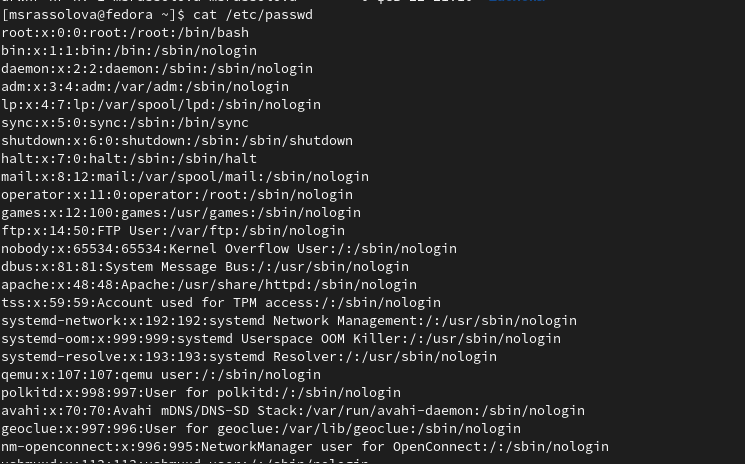 [msrassolova@fedora ~]$ cat /etc/passwd
root:x:0:0:root:/root:/bin/bash
bin:x:1:1:bin:/bin:/sbin/nologin
daemon:x:2:2:daemon:/sbin:/sbin/nologin
adm:x:3:4:adm:/var/adm:/sbin/nologin
lp:x:4:7:lp:/var/spool/lpd:/sbin/nologin
sync:x:5:0:sync:/sbin:/bin/sync
shutdown:x:6:0:shutdown:/sbin:/sbin/shutdown
halt:x:7:0:halt:/sbin:/sbin/halt
mail:x:8:12:mail:/var/spool/mail:/sbin/nologin
operator:x:11:0:operator:/root:/sbin/nologin
games:x:12:100:games:/usr/games:/sbin/nologin
ftp:x:14:50:FTP User:/var/ftp:/sbin/nologin
nobody:x:65534:65534:Kernel Overflow User:/:/sbin/nologin
dbus:x:81:81:System Message Bus:/:/usr/sbin/nologin
apache:x:48:48:Apache:/usr/share/httpd:/sbin/nologin
tss:x:59:59:Account used for TPM access:/:/sbin/nologin
systemd-network:x:192:192:systemd Network Management:/:/usr/sbin/nologin
systemd-oom:x:999:999:systemd Userspace OOM Killer:/:/usr/sbin/nologin
systemd-resolve:x:193:193:systemd Resolver:/:/usr/sbin/nologin
qemu:x:107:107:qemu user:/:/sbin/nologin
polkitd:x:998:997:User for polkitd:/:/sbin/nologin
avahi:x:70:70:Avahi mDNS/DNS-SD Stack:/var/run/avahi-daemon:/sbin/nologin
geoclue:x:997:996:User for geoclue:/var/lib/geoclue:/sbin/nologin
nm-openconnect:x:996:995:NetworkManager user for OpenConnect:/:/sbin/nologin